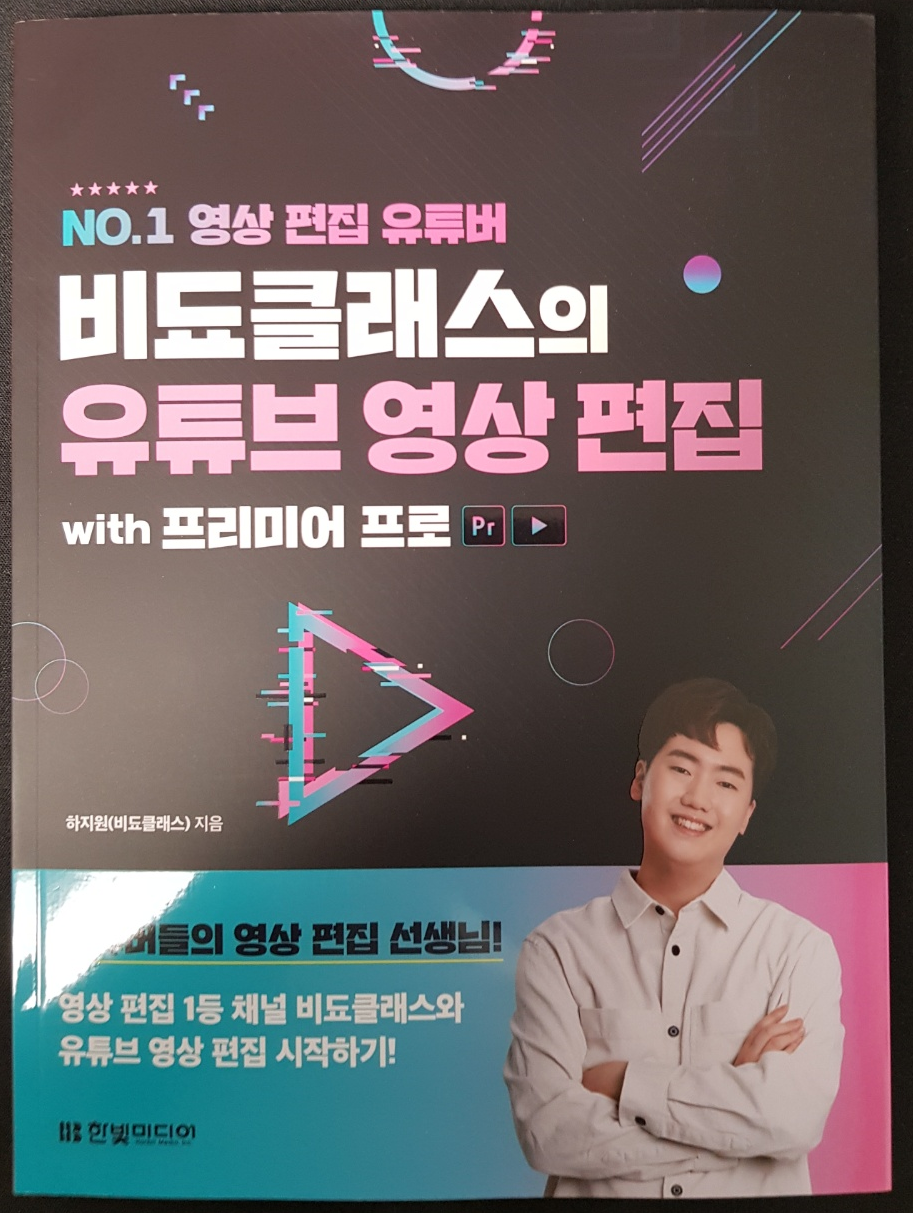 NO.1 영상 편집 유튜버
비됴클래스의
유튜브 영상 편집
with 프리미어 프로 Pr
하지원(비됴클래스) 지음
영상 편집 선생님!
영상 편집 1등 채널 비됴클래스와
유튜브 영상 편집 시작하기!
한빛미디어